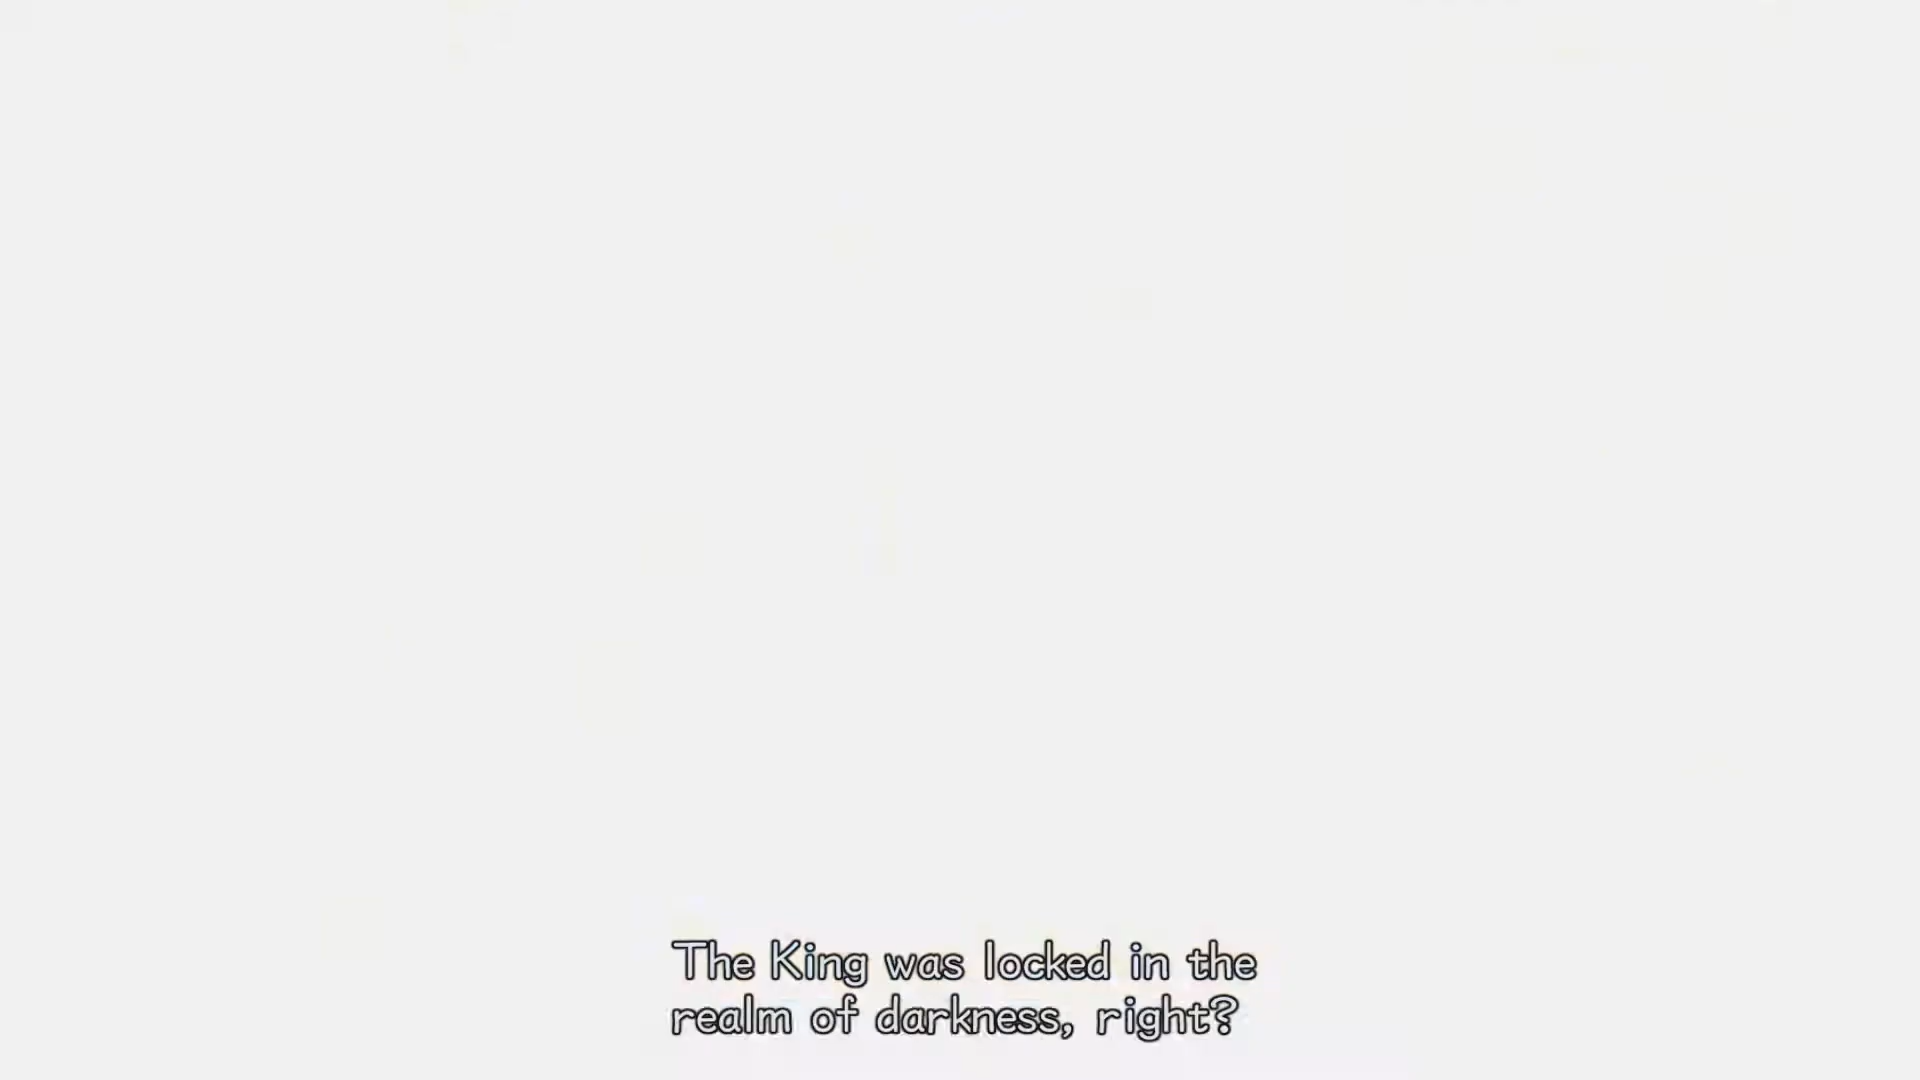 The King was locked in the
realm of darkness, right?